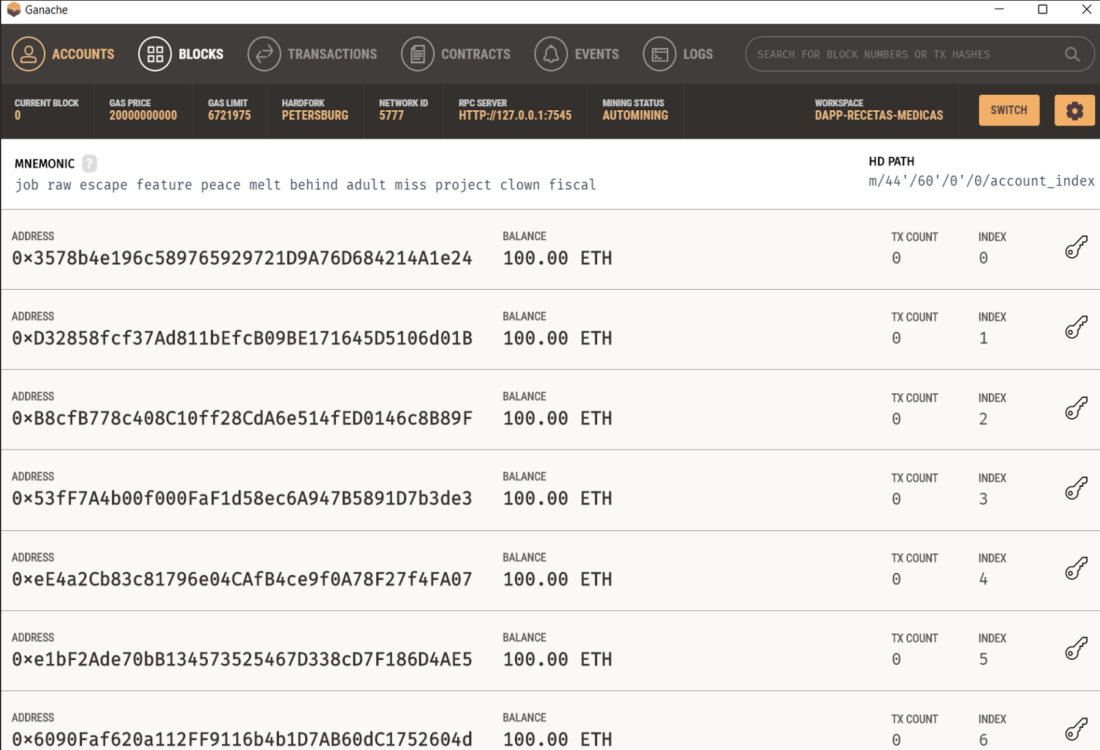 Ganache
ACCOUNTS BLOCKS TRANSACTIONS CONTRACTS EVENTS LOGS SEARCH FOR BLOCK NUMBERS OR TX HASHES
CURRENT BLOCK GAS PRICE GAS LIMIT HARDFORK NETWORK ID RPC SERVER MINING STATUS WORKSPACE SWITCH
0 20000000000 6721975 PETERSBURG 5777 HTTP://127.0.0.1:7545 AUTOMINING DAPP-RECETAS-MEDICAS
MNEMONIC ? HD PATH
job raw escape feature peace melt behind adult miss project clown fiscal m/44'/60'/0'/0/account_index
ADDRESS BALANCE TX COUNT INDEX
0×3578b4e196c589765929721D9A76D684214A1e24 100.00 ETH 0 0
ADDRESS BALANCE TX COUNT INDEX
0×D32858fcf37Ad811bEfcB09BE171645D5106d01B 100.00 ETH 0 1
ADDRESS BALANCE TX COUNT INDEX
0×B8cfB778c408C10ff28CdA6e514fED0146c8B89F 100.00 ETH 0 2
ADDRESS BALANCE TX COUNT INDEX
0×53fF7A4b00f000FaF1d58ec6A947B5891D7b3de3 100.00 ETH 0 3
ADDRESS BALANCE TX COUNT INDEX
0×eE4a2Cb83c81796e04CAfB4ce9f0A78F27f4FA07 100.00 ETH 0 4
ADDRESS BALANCE TX COUNT INDEX
0×e1bF2Ade70bB134573525467D338cD7F186D4AE5 100.00 ETH 0 5
ADDRESS BALANCE TX COUNT INDEX
0×6090Faf620a112FF9116b4b1D7AB60dC1752604d 100.00 ETH 0 6